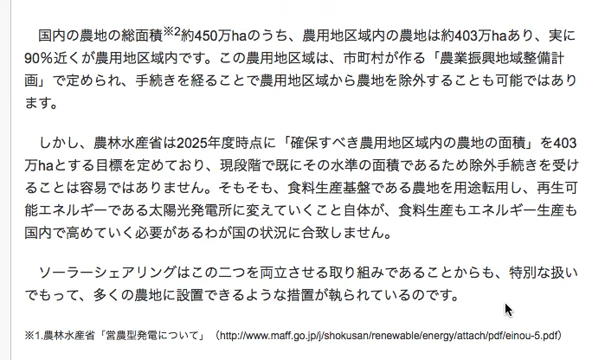 国内の農地の総面積※2約450万haのうち、農用地区域内の農地は約403万haあり、実に
90％近くが農用地区域内です。この農用地区域は、市町村が作る「農業振興地域整備計
画」で定められ、手続きを経ることで農用地区域から農地を除外することも可能ではあり
ます。
しかし、農林水産省は2025年度時点に「確保すべき農用地区域内の農地の面積」を403
万haとする目標を定めており、現段階で既にその水準の面積であるため除外手続きを受け
ることは容易ではありません。そもそも、食料生産基盤である農地を用途転用し、再生可
能エネルギーである太陽光発電所に変えていくこと自体が、食料生産もエネルギー生産も
国内で高めていく必要があるわが国の状況に合致しません。
ソーラーシェアリングはこの二つを両立させる取り組みであることからも、特別な扱い
でもって、多くの農地に設置できるような措置が執られているのです。
※1.農林水産省「営農型発電について」（http://www.maff.go.jp/j/shokusan/renewable/energy/attach/pdf/einou-5.pdf）